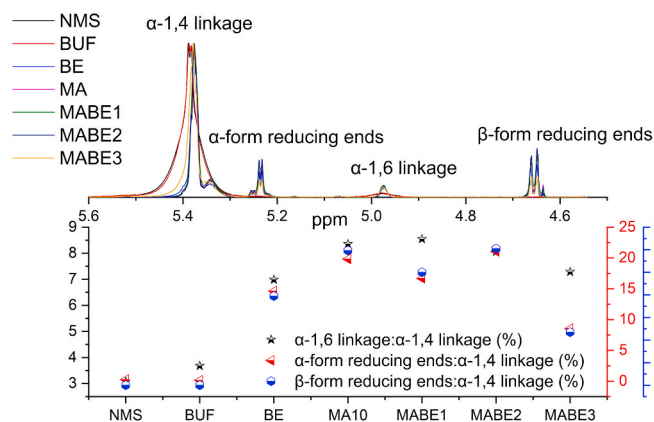 NMS
BUF
BE
MA
MABE1
MABE2
MABE3
α-1,4 linkage
α-form reducing ends
α-1,6 linkage
β-form reducing ends
5.6 5.4 5.2 5.0 4.8 4.6
ppm
9
8
7
6
5
4
3
25
20
15
10
5
0
α-1,6 linkage:α-1,4 linkage (%)
α-form reducing ends:α-1,4 linkage (%)
β-form reducing ends:α-1,4 linkage (%)
NMS BUF BE MA10 MABE1 MABE2 MABE3